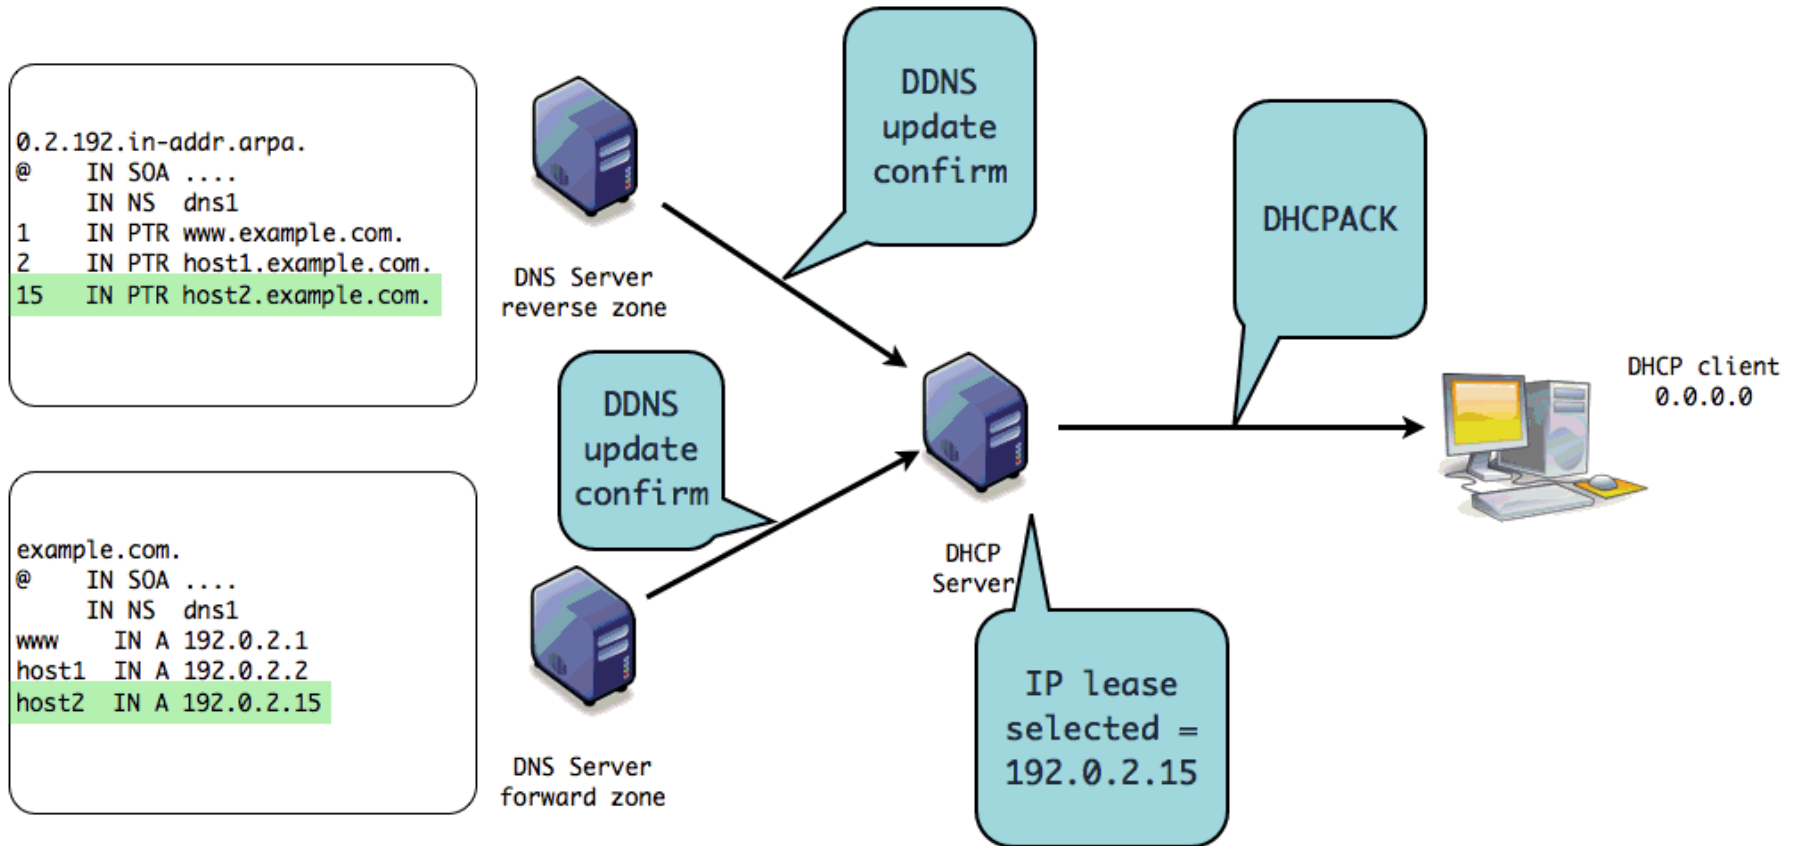 0.2.192.in-addr.arpa.
@ IN SOA ....
IN NS dns1
1 IN PTR www.example.com.
2 IN PTR host1.example.com.
15 IN PTR host2.example.com.
DNS Server
reverse zone
DDNS
update
confirm
DHCPACK
DHCP client
0.0.0.0
DDNS
update
confirm
example.com.
@ IN SOA ....
IN NS dns1
www IN A 192.0.2.1
host1 IN A 192.0.2.2
host2 IN A 192.0.2.15
DNS Server
forward zone
DHCP
Server
IP lease
selected =
192.0.2.15